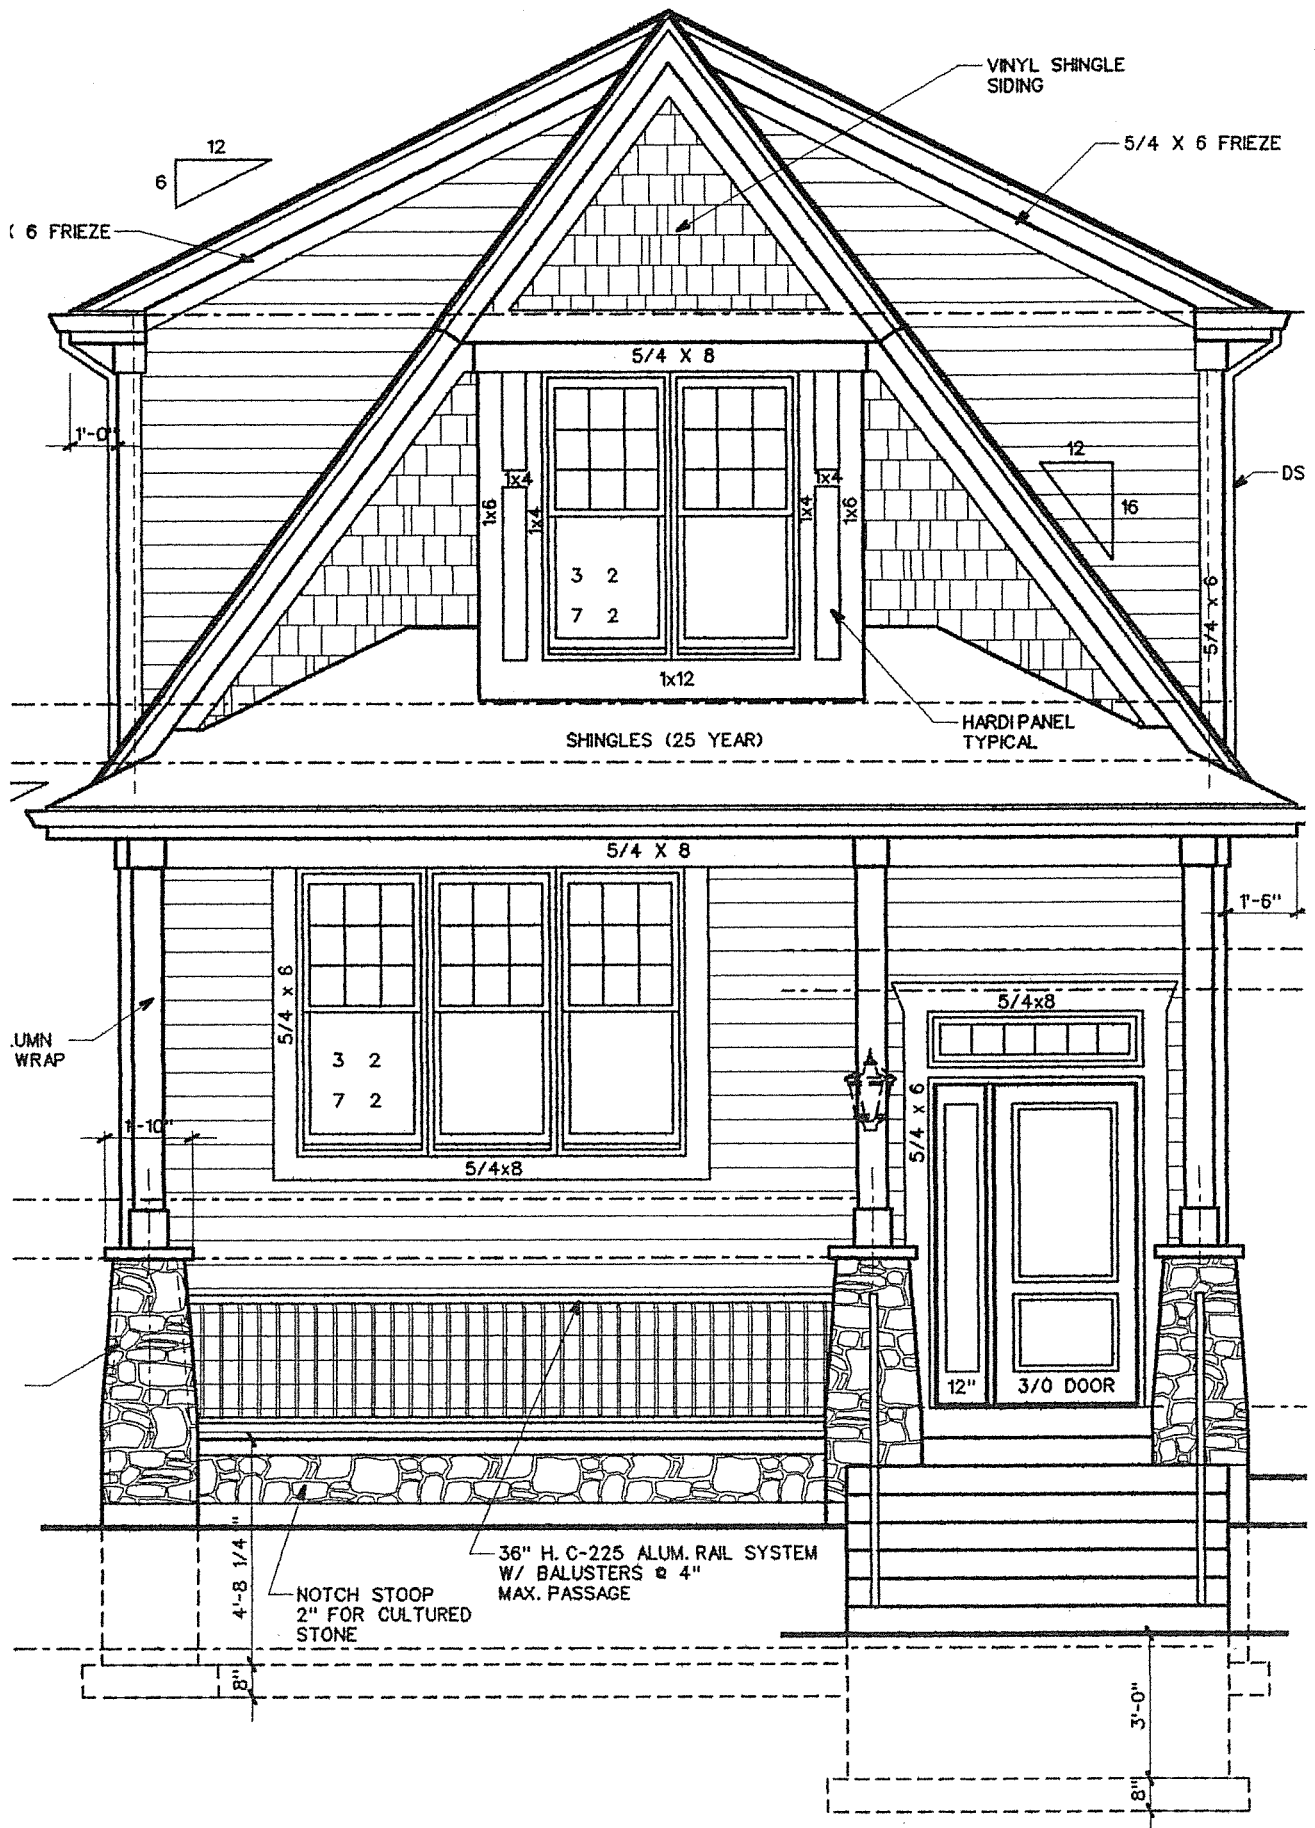 VINYL SHINGLE
SIDING
5/4 X 6 FRIEZE
12
6
6 FRIEZE
5/4 X 8
1'-0"
12
16
DS
1x4
1x4
1x6
1x4
1x4
1x6
3 2
7 2
5/4 x 6
1x12
HARDIPANEL
TYPICAL
SHINGLES (25 YEAR)
5/4 X 8
1'-6"
5/4 x 6
5/4x8
.UMN
WRAP
3 2
7 2
5/4 x 6
1'-10"
5/4x8
12"
3/0 DOOR
36" H. C-225 ALUM. RAIL SYSTEM
W/ BALUSTERS @ 4"
MAX. PASSAGE
NOTCH STOOP
2" FOR CULTURED
STONE
4'-8 1/4"
8"
3'-0"
8"